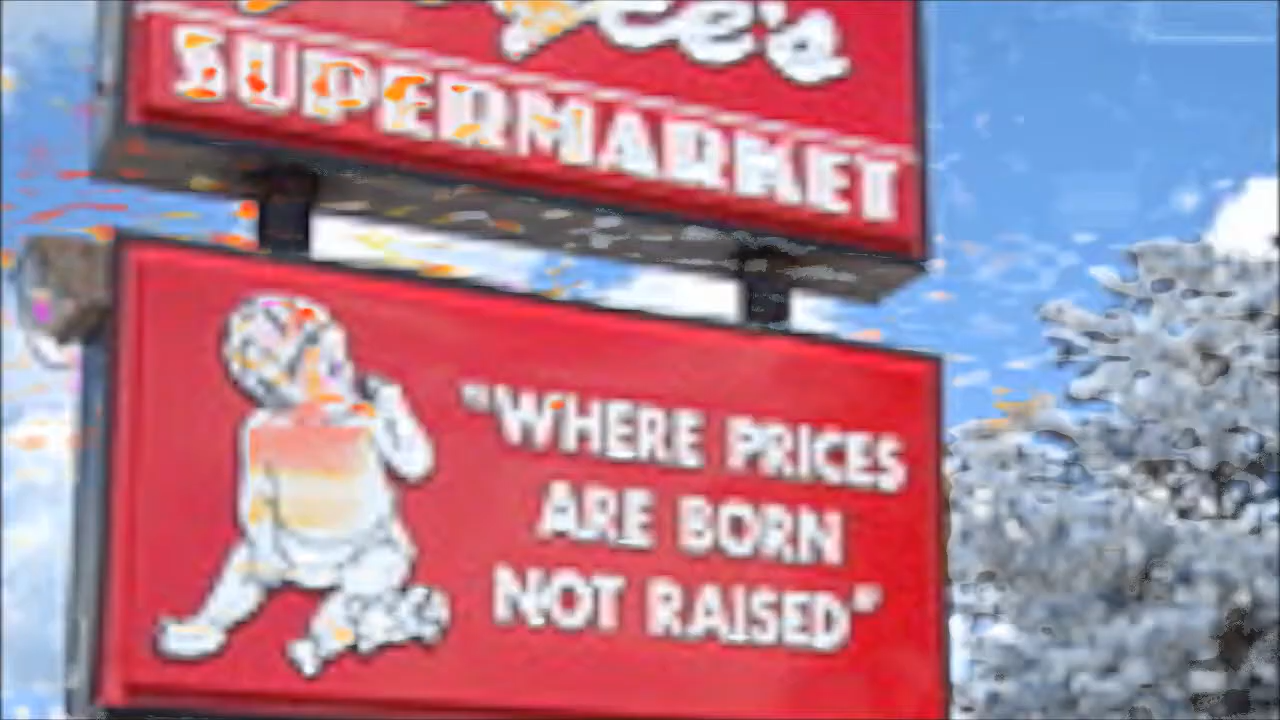 SUPERMARKET
"WHERE PRICES
ARE BORN
NOT RAISED"